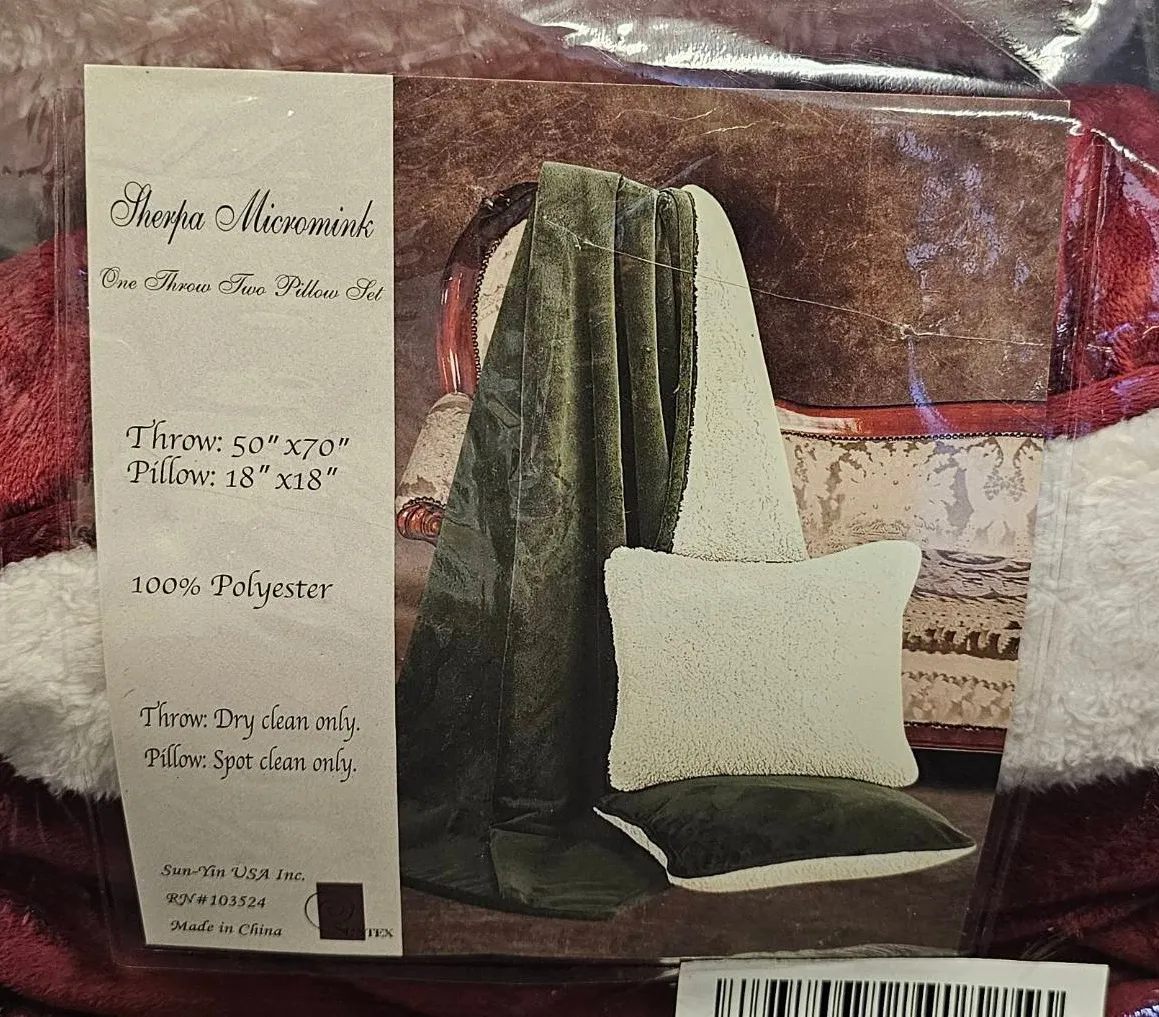 Sherpa Micromink
One Throw Two Pillow Set
Throw: 50" x70"
Pillow: 18" x18"
100% Polyester
Throw: Dry clean only.
Pillow: Spot clean only.
Sun-Yin USA Inc.
RN#103524
Made in China